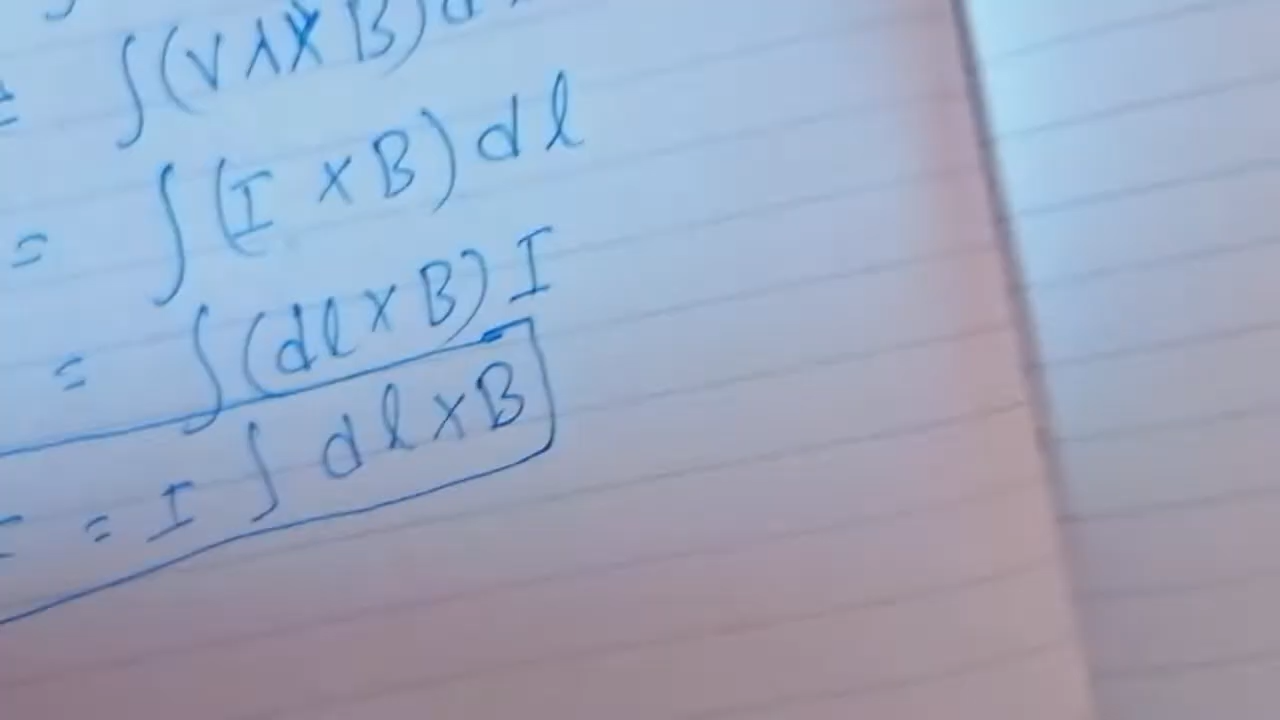 = ∫(V λ X B)d
= ∫(I × B) dl
= ∫(dl × B) I
= I ∫ dl × B